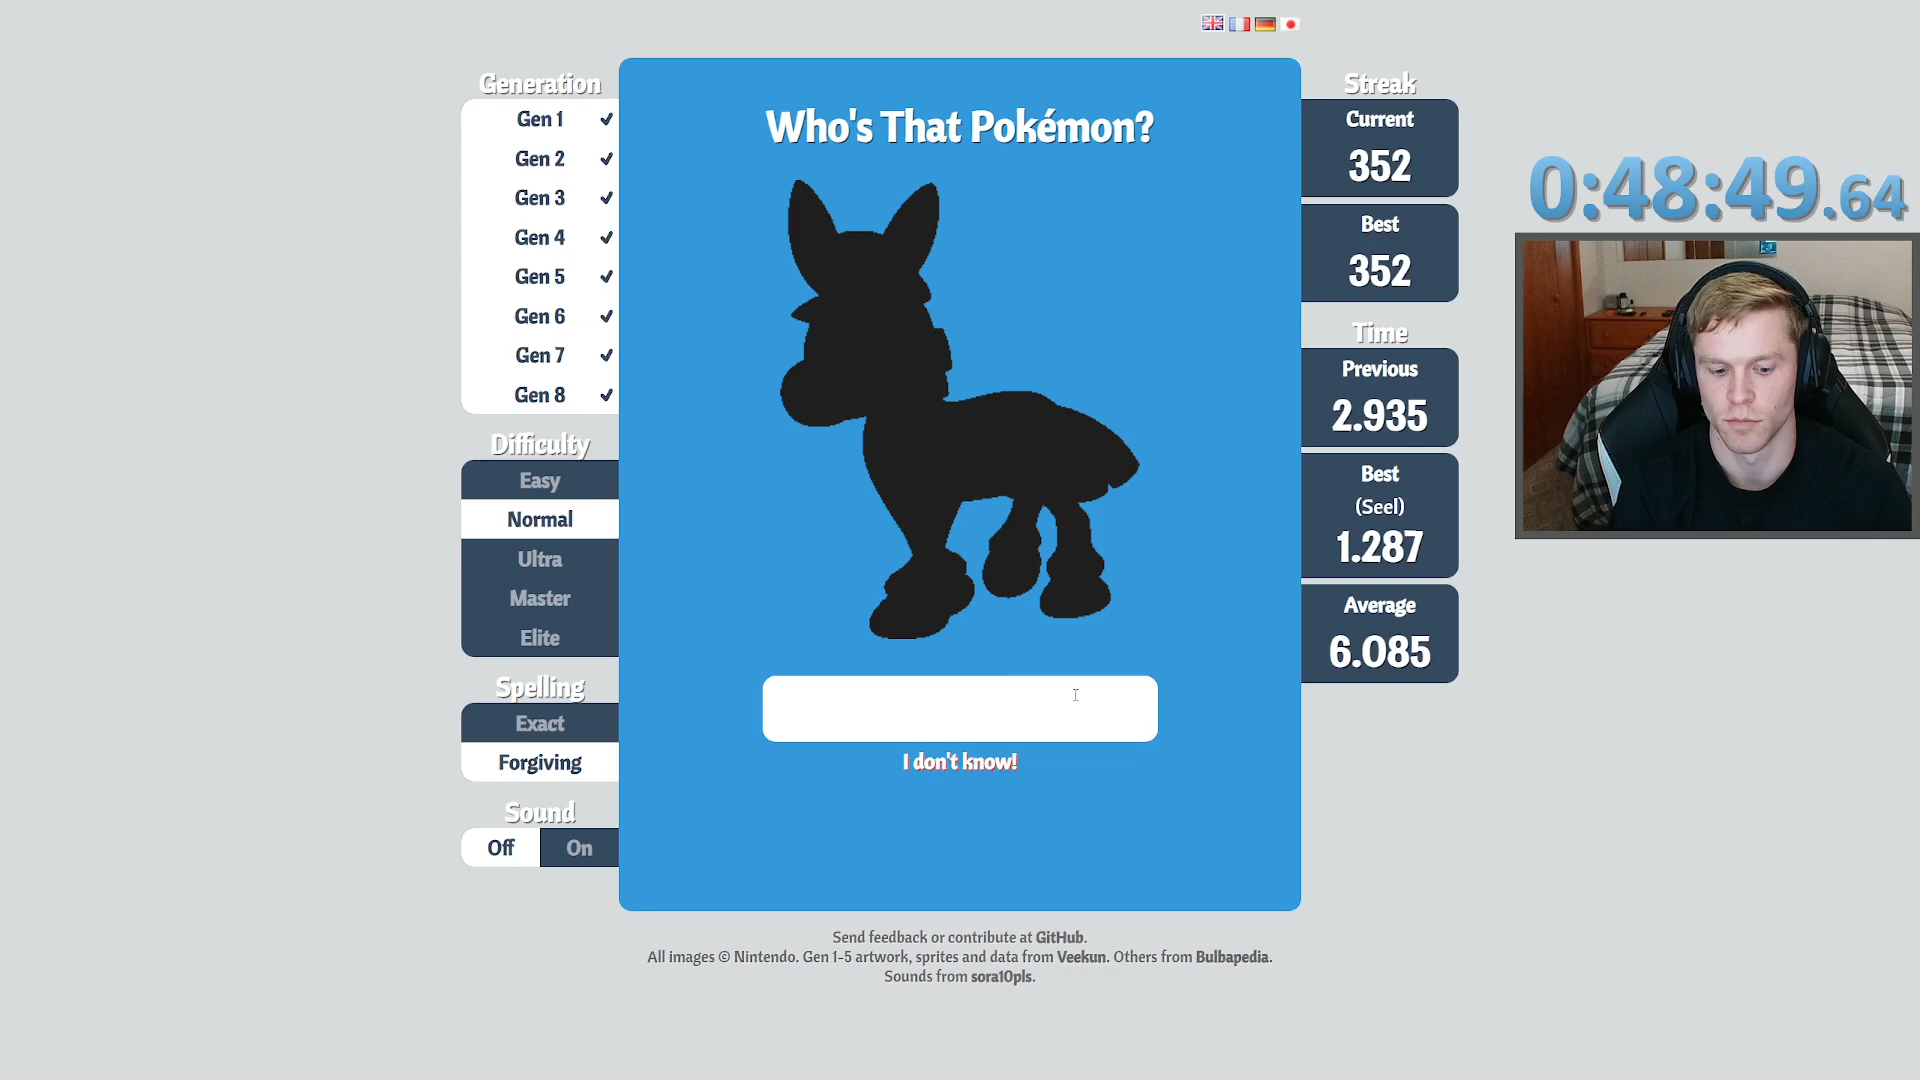 Generation
Gen 1
Gen 2
Gen 3
Gen 4
Gen 5
Gen 6
Gen 7
Gen 8
Difficulty
Easy
Normal
Ultra
Master
Elite
Spelling
Exact
Forgiving
Sound
Off On
Who's That Pokémon?
I don't know!
Streak
Current
352
Best
352
Time
Previous
2.935
Best
(Seel)
1.287
Average
6.085
0:48:49.64
Send feedback or contribute at GitHub.
All images © Nintendo. Gen 1-5 artwork, sprites and data from Veekun. Others from Bulbapedia.
Sounds from sora10pls.